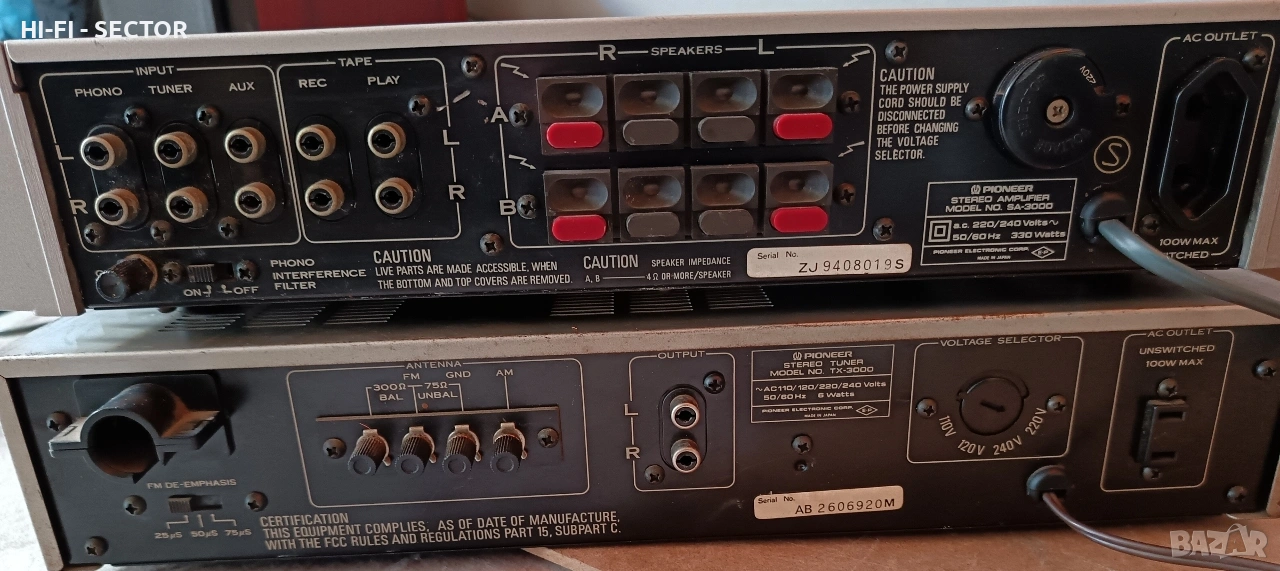 HI-FI - SECTOR
INPUT
PHONO TUNER AUX
TAPE
REC PLAY
L
R
L
R
R SPEAKERS L
A
B
CAUTION
THE POWER SUPPLY
CORD SHOULD BE
DISCONNECTED
BEFORE CHANGING
THE VOLTAGE
SELECTOR.
220V
S
AC OUTLET
100W MAX
PIONEER
STEREO AMPLIFIER
MODEL NO. SA-3000
a.c. 220/240 Volts~
50/60 Hz 330 Watts
PIONEER ELECTRONIC CORP.
MADE IN JAPAN
ON OFF
PHONO
INTERFERENCE
FILTER
CAUTION
LIVE PARTS ARE MADE ACCESSIBLE, WHEN
THE BOTTOM AND TOP COVERS ARE REMOVED.
CAUTION SPEAKER IMPEDANCE
A, B 4Ω OR-MORE/SPEAKER
Serial No.
ZJ 9408019S
ANTENNA
FM
300Ω 75Ω GND AM
BAL UNBAL
OUTPUT
L
R
PIONEER
STEREO TUNER
MODEL NO. TX-3000
~AC110/120/220/240 Volts
50/60 Hz 6 Watts
PIONEER ELECTRONIC CORP.
MADE IN JAPAN
VOLTAGE SELECTOR
110V 120V 240V 220V
AC OUTLET
UNSWITCHED
100W MAX
FM DE-EMPHASIS
25µS 50µS 75µS
CERTIFICATION
THIS EQUIPMENT COMPLIES, AS OF DATE OF MANUFACTURE,
WITH THE FCC RULES AND REGULATIONS PART 15, SUBPART C.
Serial No.
AB 2606920M
BAZAR